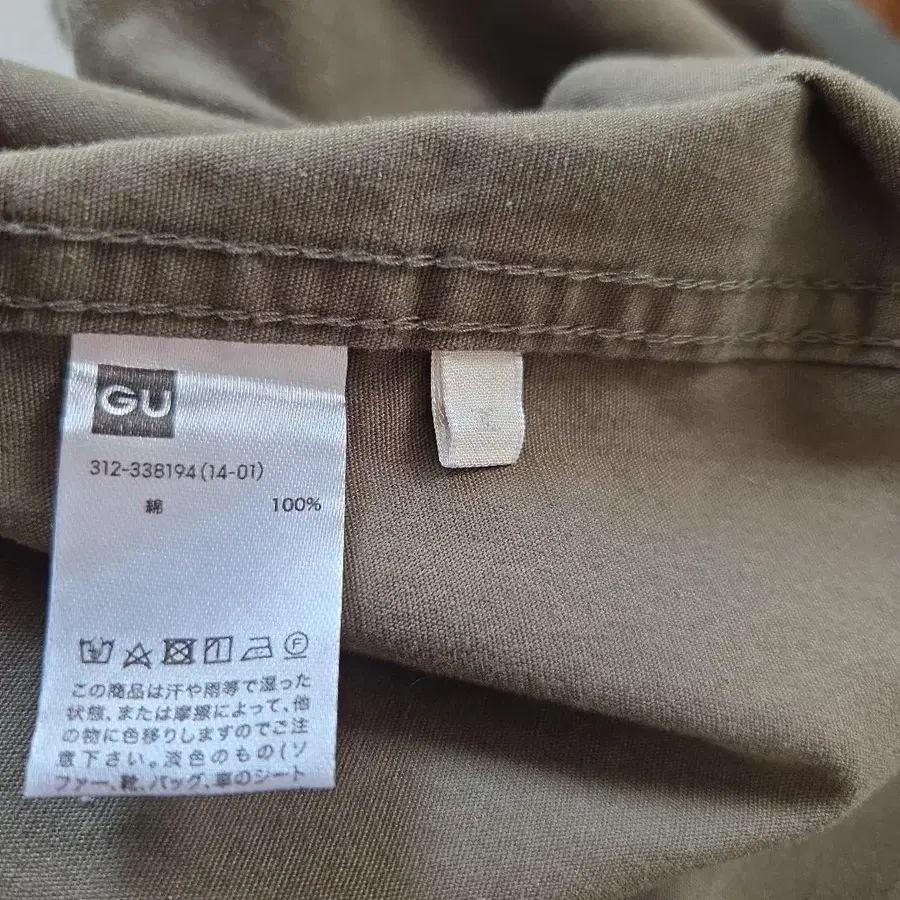 GU
312-338194(14-01)
綿 100%
この商品は汗や雨等で湿った
状態、または摩擦によって、他
の物に色移りしますのでご注
意下さい。淡色のもの(ソ
ファー、靴、バッグ、車のシート